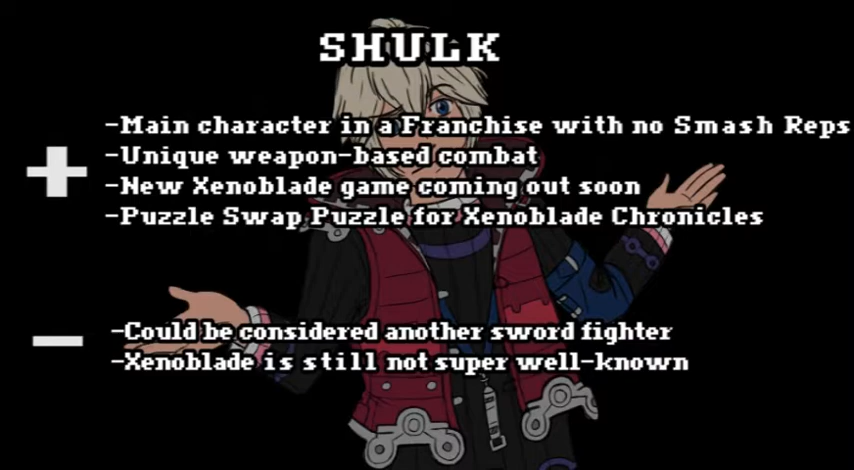 SHULK
+
-Main character in a Franchise with no Smash Reps
-Unique weapon-based combat
-New Xenoblade game coming out soon
-Puzzle Swap Puzzle for Xenoblade Chronicles
-
-Could be considered another sword fighter
-Xenoblade is still not super well-known